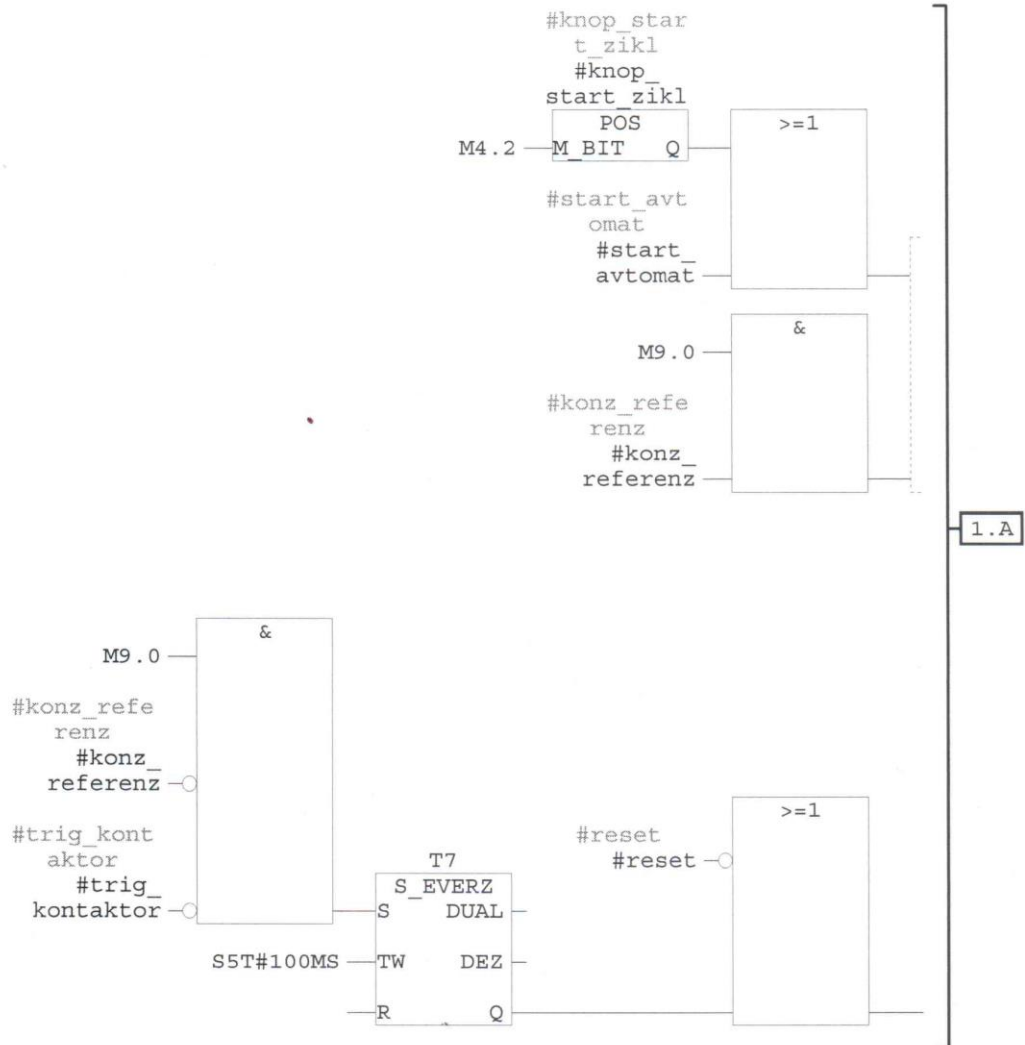 #knop_star
t_zikl
#knop_
start_zikl
POS
>=1
M4.2
M_BIT Q
#start_avt
omat
#start_
avtomat
&
M9.0
#konz_refe
renz
#konz_
referenz
1.A
&
M9.0
#konz_refe
renz
#konz_
referenz
>=1
#trig_kont
aktor
#trig_
kontaktor
T7
S_EVERZ
#reset
#reset
S DUAL
S5T#100MS
TW DEZ
R Q